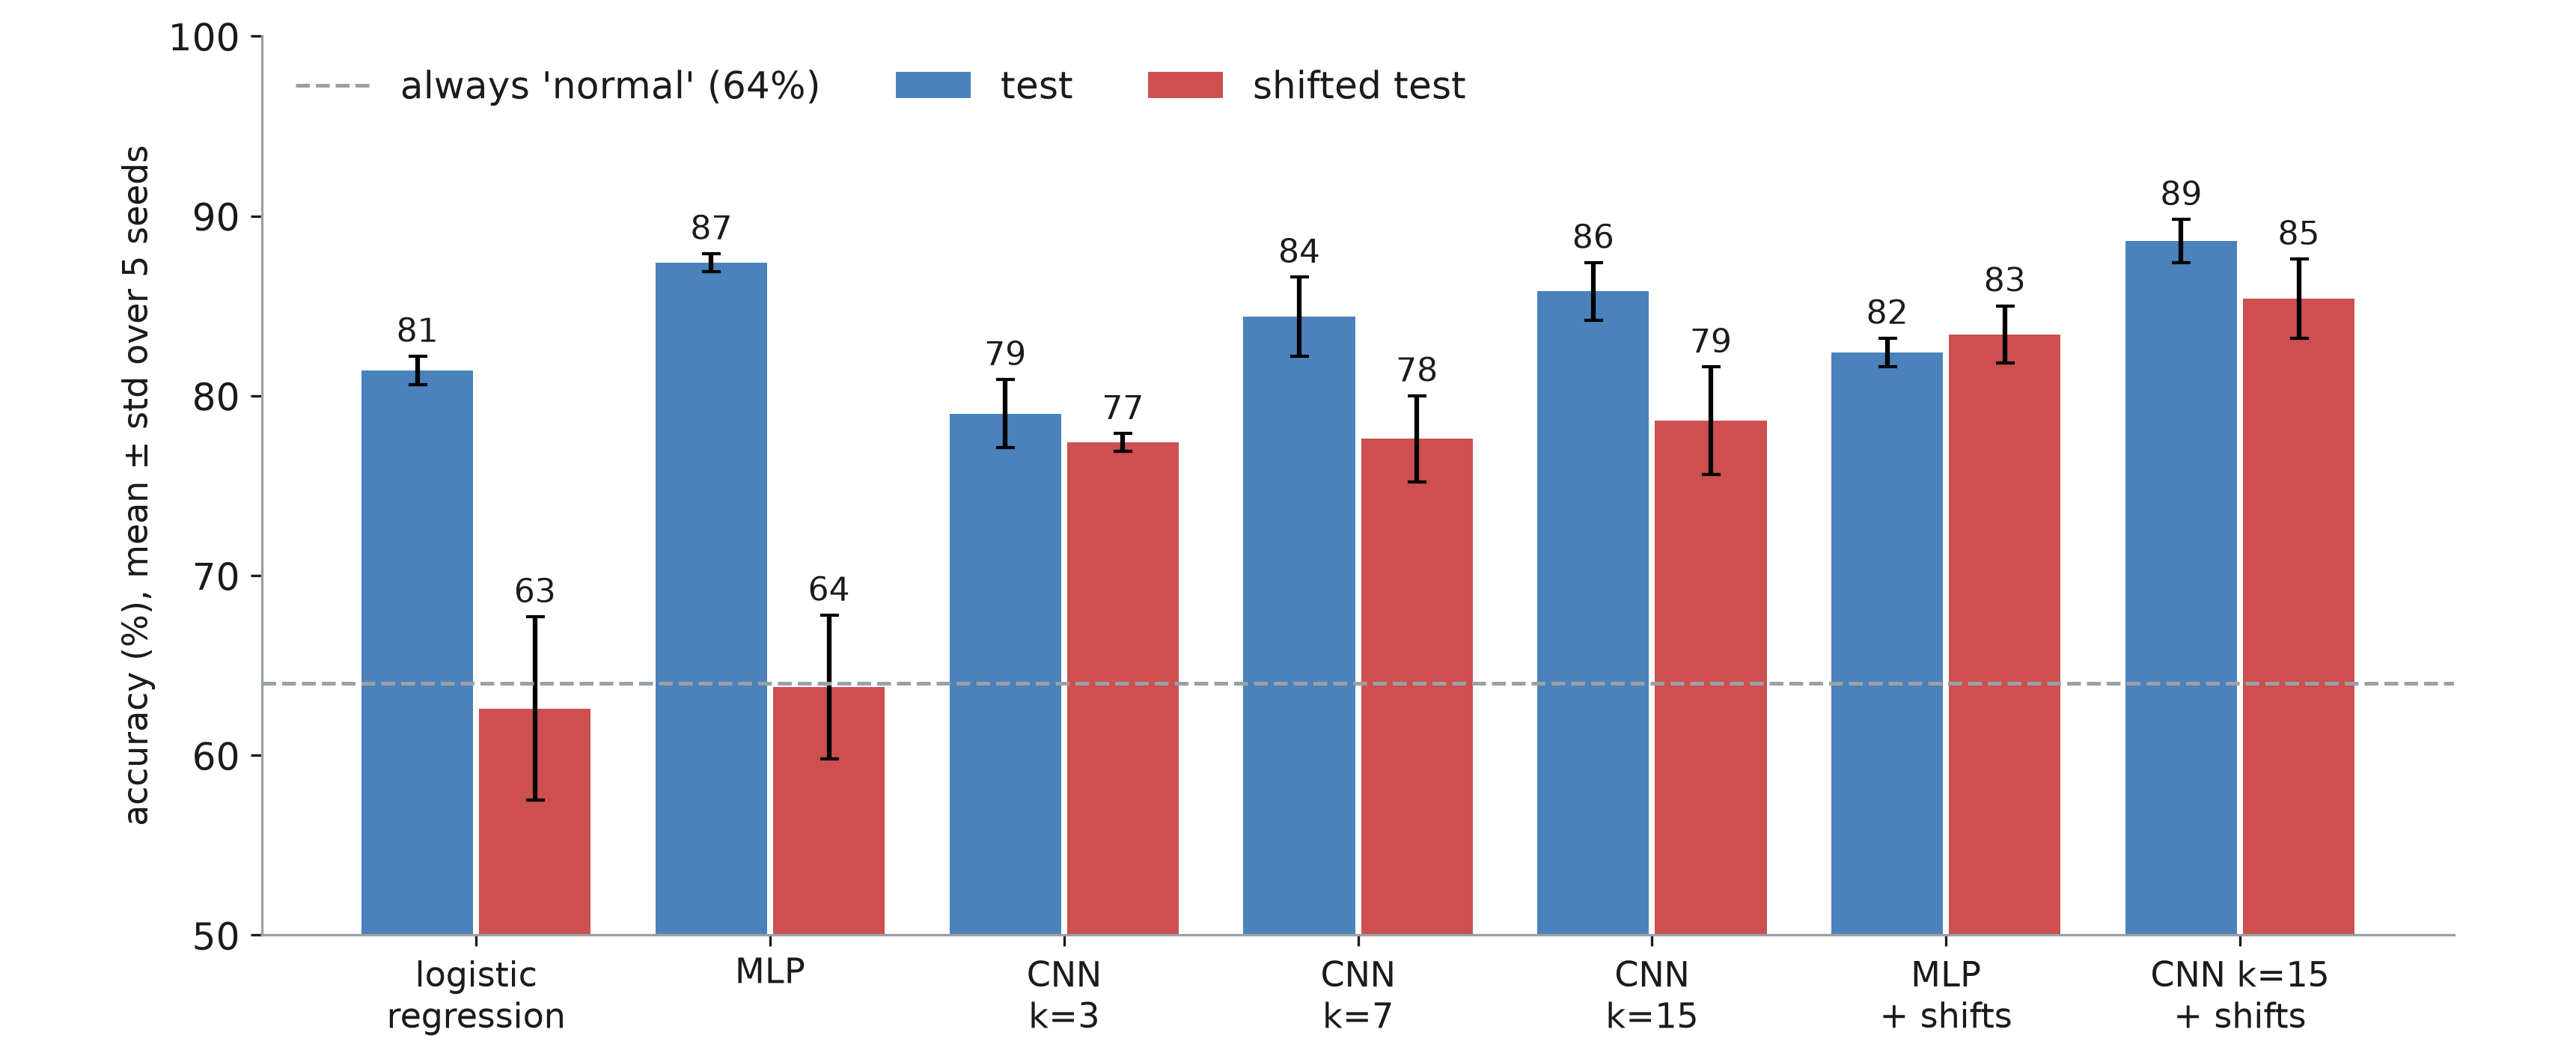 100
90
80
70
60
50
accuracy (%), mean ± std over 5 seeds
always 'normal' (64%)
test
shifted test
81
63
87
64
79
77
84
78
86
79
82
83
89
85
logistic
regression
MLP
CNN
k=3
CNN
k=7
CNN
k=15
MLP
+ shifts
CNN k=15
+ shifts